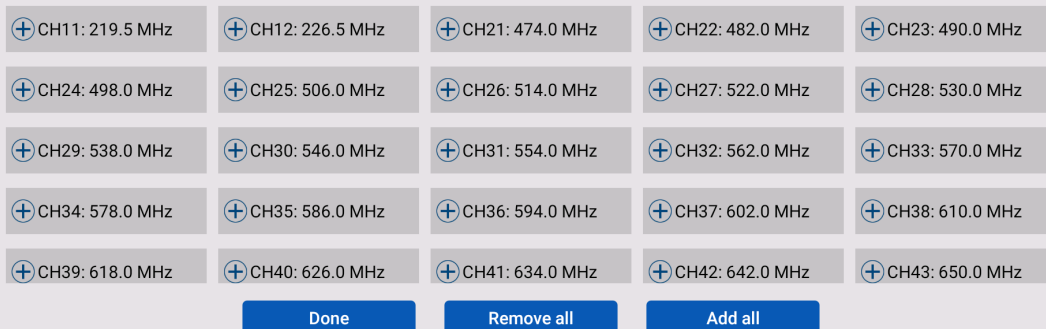 CH11: 219.5 MHz CH12: 226.5 MHz CH21: 474.0 MHz CH22: 482.0 MHz CH23: 490.0 MHz
CH24: 498.0 MHz CH25: 506.0 MHz CH26: 514.0 MHz CH27: 522.0 MHz CH28: 530.0 MHz
CH29: 538.0 MHz CH30: 546.0 MHz CH31: 554.0 MHz CH32: 562.0 MHz CH33: 570.0 MHz
CH34: 578.0 MHz CH35: 586.0 MHz CH36: 594.0 MHz CH37: 602.0 MHz CH38: 610.0 MHz
CH39: 618.0 MHz CH40: 626.0 MHz CH41: 634.0 MHz CH42: 642.0 MHz CH43: 650.0 MHz
Done Remove all Add all